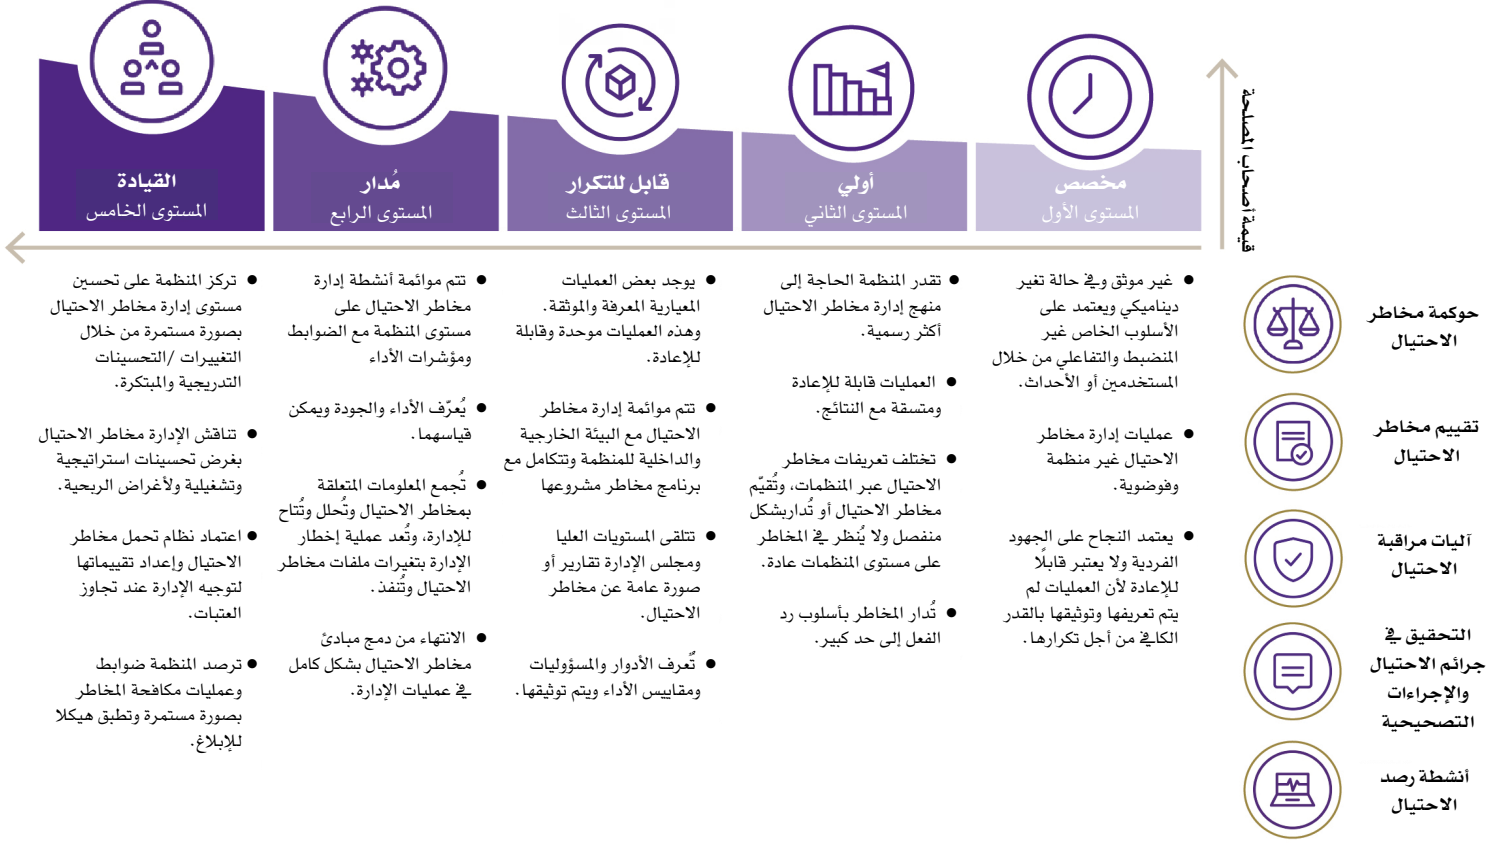 قيمة أصحاب المصلحة
مخصص
المستوى الأول
أولي
المستوى الثاني
قابل للتكرار
المستوى الثالث
مُدار
المستوى الرابع
القيادة
المستوى الخامس
حوكمة مخاطر
الاحتيال
تقييم مخاطر
الاحتيال
آليات مراقبة
الاحتيال
التحقيق في
جرائم الاحتيال
والإجراءات
التصحيحية
أنشطة رصد
الاحتيال
● غير موثق وفي حالة تغير
ديناميكي ويعتمد على
الأسلوب الخاص غير
المنضبط والتفاعلي من خلال
المستخدمين أو الأحداث.
● عمليات إدارة مخاطر
الاحتيال غير منظمة
وفوضوية.
● يعتمد النجاح على الجهود
الفردية ولا يعتبر قابلًا
للإعادة لأن العمليات لم
يتم تعريفها وتوثيقها بالقدر
الكافي من أجل تكرارها.
● تقدر المنظمة الحاجة إلى
منهج إدارة مخاطر الاحتيال
أكثر رسمية.
● العمليات قابلة للإعادة
ومتسقة مع النتائج.
● تختلف تعريفات مخاطر
الاحتيال عبر المنظمات، وتُقيّم
مخاطر الاحتيال أو تُداربشكل
منفصل ولا يُنظر في المخاطر
على مستوى المنظمات عادة.
● تُدار المخاطر بأسلوب رد
الفعل إلى حد كبير.
● يوجد بعض العمليات
المعيارية المعرفة والموثقة.
وهذه العمليات موحدة وقابلة
للإعادة.
● تتم موائمة إدارة مخاطر
الاحتيال مع البيئة الخارجية
والداخلية للمنظمة وتتكامل مع
برنامج مخاطر مشروعها
● تتلقى المستويات العليا
ومجلس الإدارة تقارير أو
صورة عامة عن مخاطر
الاحتيال.
● تُعرف الأدوار والمسؤوليات
ومقاييس الأداء ويتم توثيقها.
● تتم موائمة أنشطة إدارة
مخاطر الاحتيال على
مستوى المنظمة مع الضوابط
ومؤشرات الأداء
● يُعرّف الأداء والجودة ويمكن
قياسهما.
● تُجمع المعلومات المتعلقة
بمخاطر الاحتيال وتُحلل وتُتاح
للإدارة، وتُعد عملية إخطار
الإدارة بتغيرات ملفات مخاطر
الاحتيال وتُنفذ.
● الانتهاء من دمج مبادئ
مخاطر الاحتيال بشكل كامل
في عمليات الإدارة.
● تركز المنظمة على تحسين
مستوى إدارة مخاطر الاحتيال
بصورة مستمرة من خلال
التغييرات /التحسينات
التدريجية والمبتكرة.
● تناقش الإدارة مخاطر الاحتيال
بغرض تحسينات استراتيجية
وتشغيلية ولأغراض الربحية.
● اعتماد نظام تحمل مخاطر
الاحتيال وإعداد تقييماتها
لتوجيه الإدارة عند تجاوز
العتبات.
● ترصد المنظمة ضوابط
وعمليات مكافحة المخاطر
بصورة مستمرة وتطبق هيكلا
للإبلاغ.